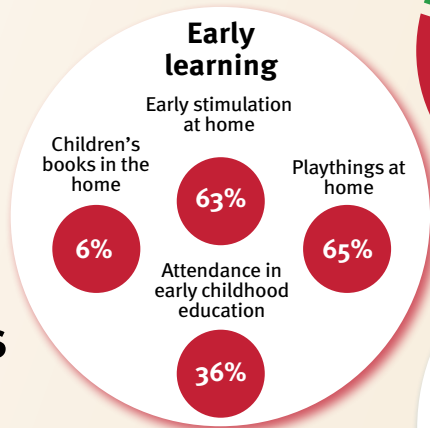 Early
learning
Early stimulation
at home
63%
Children's
books in the
home
6%
Playthings at
home
65%
Attendance in
early childhood
education
36%
s